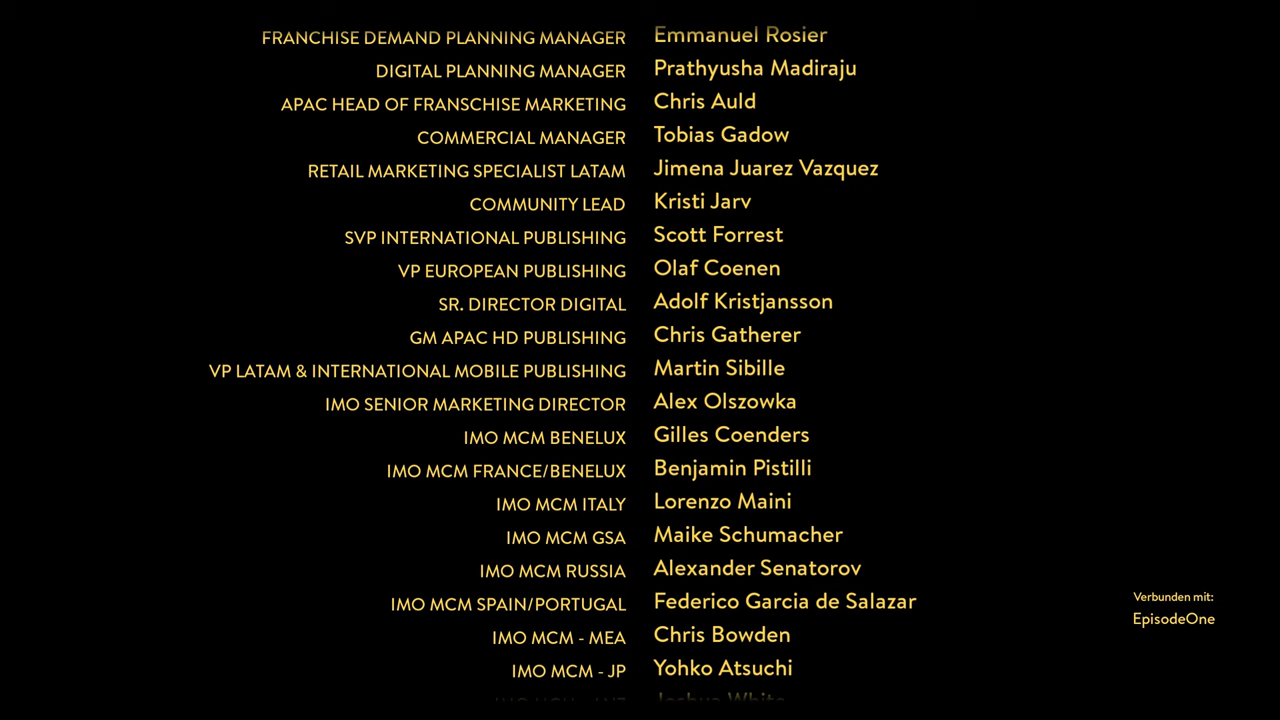 FRANCHISE DEMAND PLANNING MANAGER Emmanuel Rosier
DIGITAL PLANNING MANAGER Prathyusha Madiraju
APAC HEAD OF FRANSCHISE MARKETING Chris Auld
COMMERCIAL MANAGER Tobias Gadow
RETAIL MARKETING SPECIALIST LATAM Jimena Juarez Vazquez
COMMUNITY LEAD Kristi Jarv
SVP INTERNATIONAL PUBLISHING Scott Forrest
VP EUROPEAN PUBLISHING Olaf Coenen
SR. DIRECTOR DIGITAL Adolf Kristjansson
GM APAC HD PUBLISHING Chris Gatherer
VP LATAM & INTERNATIONAL MOBILE PUBLISHING Martin Sibille
IMO SENIOR MARKETING DIRECTOR Alex Olszowka
IMO MCM BENELUX Gilles Coenders
IMO MCM FRANCE/BENELUX Benjamin Pistilli
IMO MCM ITALY Lorenzo Maini
IMO MCM GSA Maike Schumacher
IMO MCM RUSSIA Alexander Senatorov
IMO MCM SPAIN/PORTUGAL Federico Garcia de Salazar
Verbunden mit:
EpisodeOne
IMO MCM - MEA Chris Bowden
IMO MCM - JP Yohko Atsuchi
Joshua White